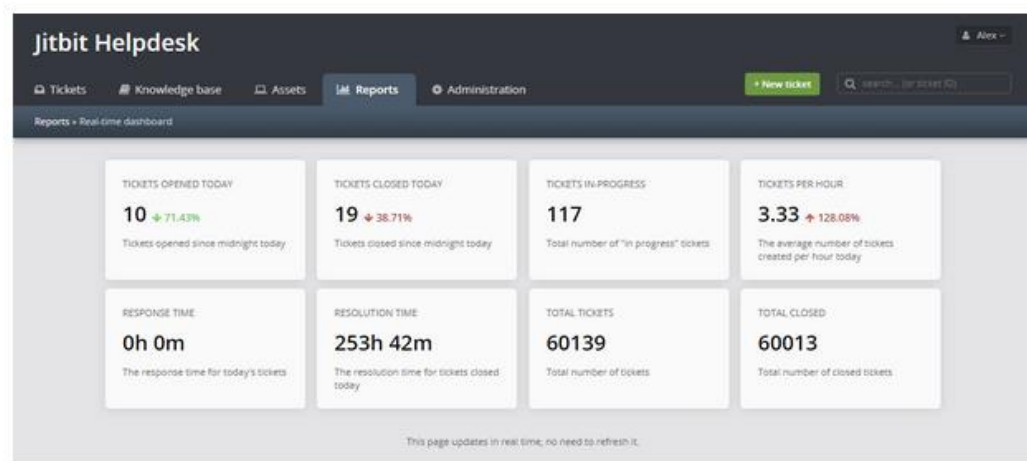 Jitbit Helpdesk
Alex
Tickets
Knowledge base
Assets
Reports
Administration
+ New ticket
search... (or ticket ID)
Reports » Real-time dashboard
TICKETS OPENED TODAY
10 71.43%
Tickets opened since midnight today
TICKETS CLOSED TODAY
19 38.71%
Tickets closed since midnight today
TICKETS IN-PROGRESS
117
Total number of "in progress" tickets
TICKETS PER HOUR
3.33 128.08%
The average number of tickets
created per hour today
RESPONSE TIME
0h 0m
The response time for today's tickets
RESOLUTION TIME
253h 42m
The resolution time for tickets closed
today
TOTAL TICKETS
60139
Total number of tickets
TOTAL CLOSED
60013
Total number of closed tickets
This page updates in real time, no need to refresh it.